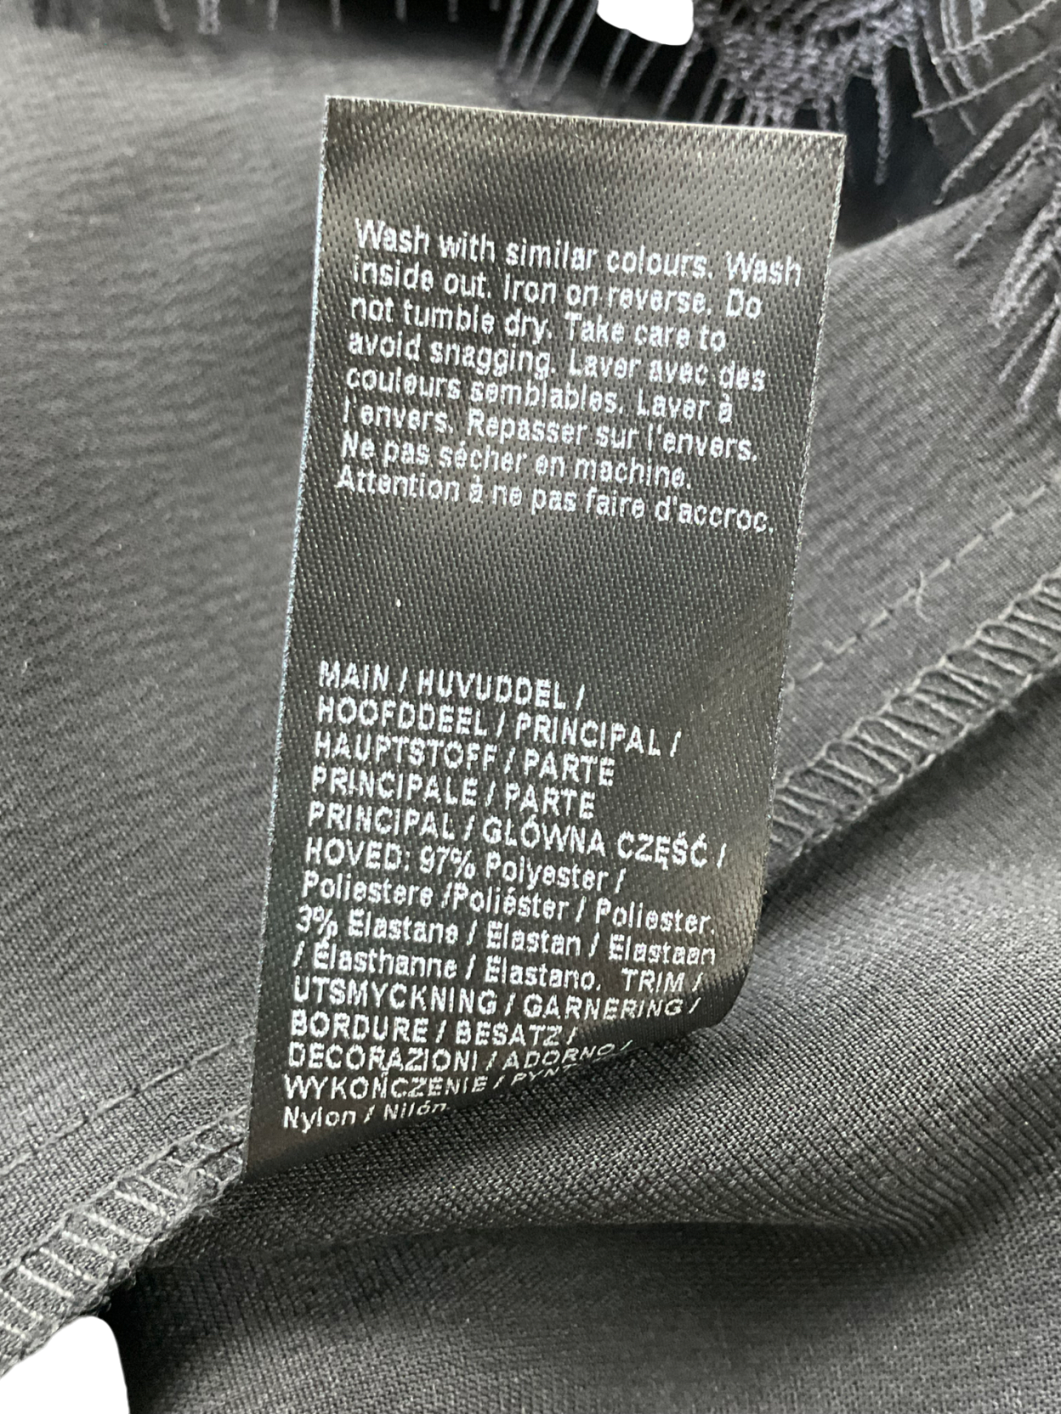 Wash with similar colours. Wash
inside out. Iron on reverse. Do
not tumble dry. Take care to
avoid snagging. Laver avec des
couleurs semblables. Laver à
l'envers. Repasser sur l'envers.
Ne pas sécher en machine.
Attention à ne pas faire d'accroc.
MAIN / HUVUDDEL /
HOOFDDEEL / PRINCIPAL /
HAUPTSTOFF / PARTE
PRINCIPALE / PARTE
PRINCIPAL / GLÓWNA CZĘŚĆ /
HOVED: 97% Polyester /
Poliestere /Poliéster / Poliester.
3% Elastane / Elastan / Elastaan
/ Élasthanne / Elastano. TRIM /
UTSMYCKNING / GARNERING /
BORDURE / BESATZ /
DECORAZIONI / ADORNO /
WYKOŃCZENIE /
Nylon / Nilón